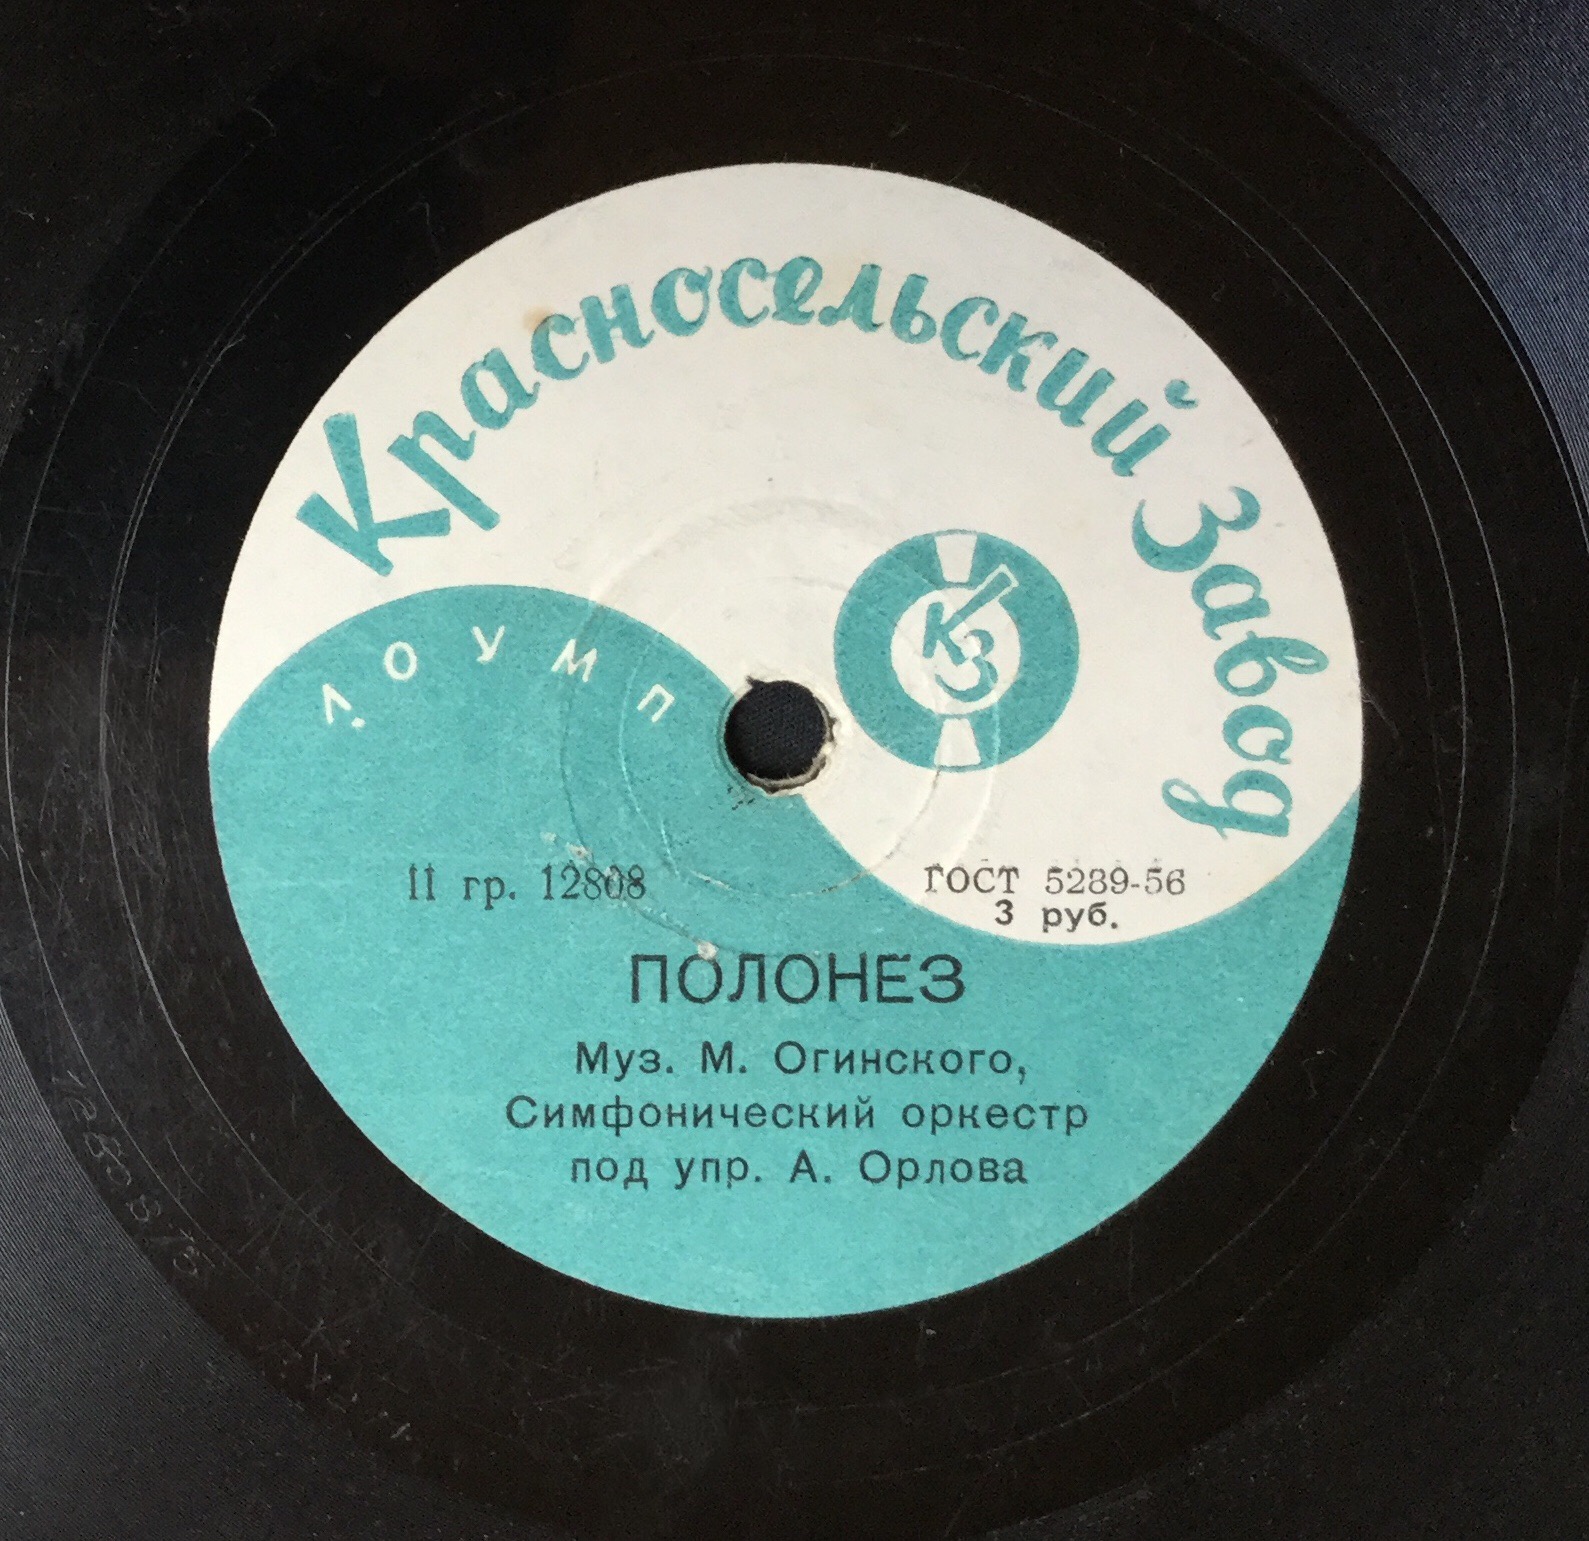 Красносельский Завод
КЗ
ЛОУМП
II гр. 12808
ГОСТ 5289-56
3 руб.
ПОЛОНЕЗ
Муз. М. Огинского,
Симфонический оркестр
под упр. А. Орлова